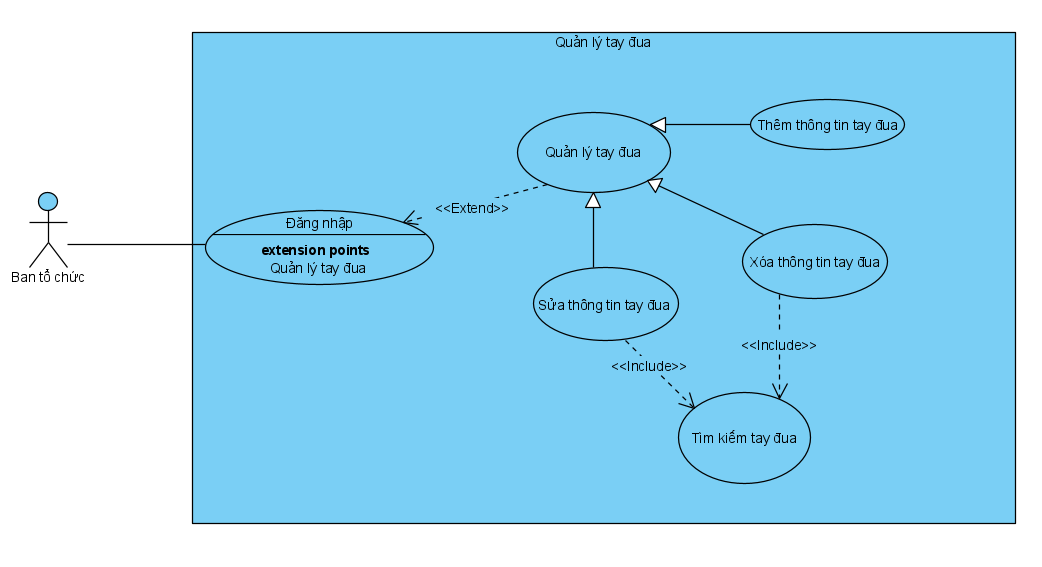 Quản lý tay đua
Thêm thông tin tay đua
Quản lý tay đua
<<Extend>>
Đăng nhập
extension points
Quản lý tay đua
Ban tổ chức
Xóa thông tin tay đua
Sửa thông tin tay đua
<<Include>>
<<Include>>
Tìm kiếm tay đua